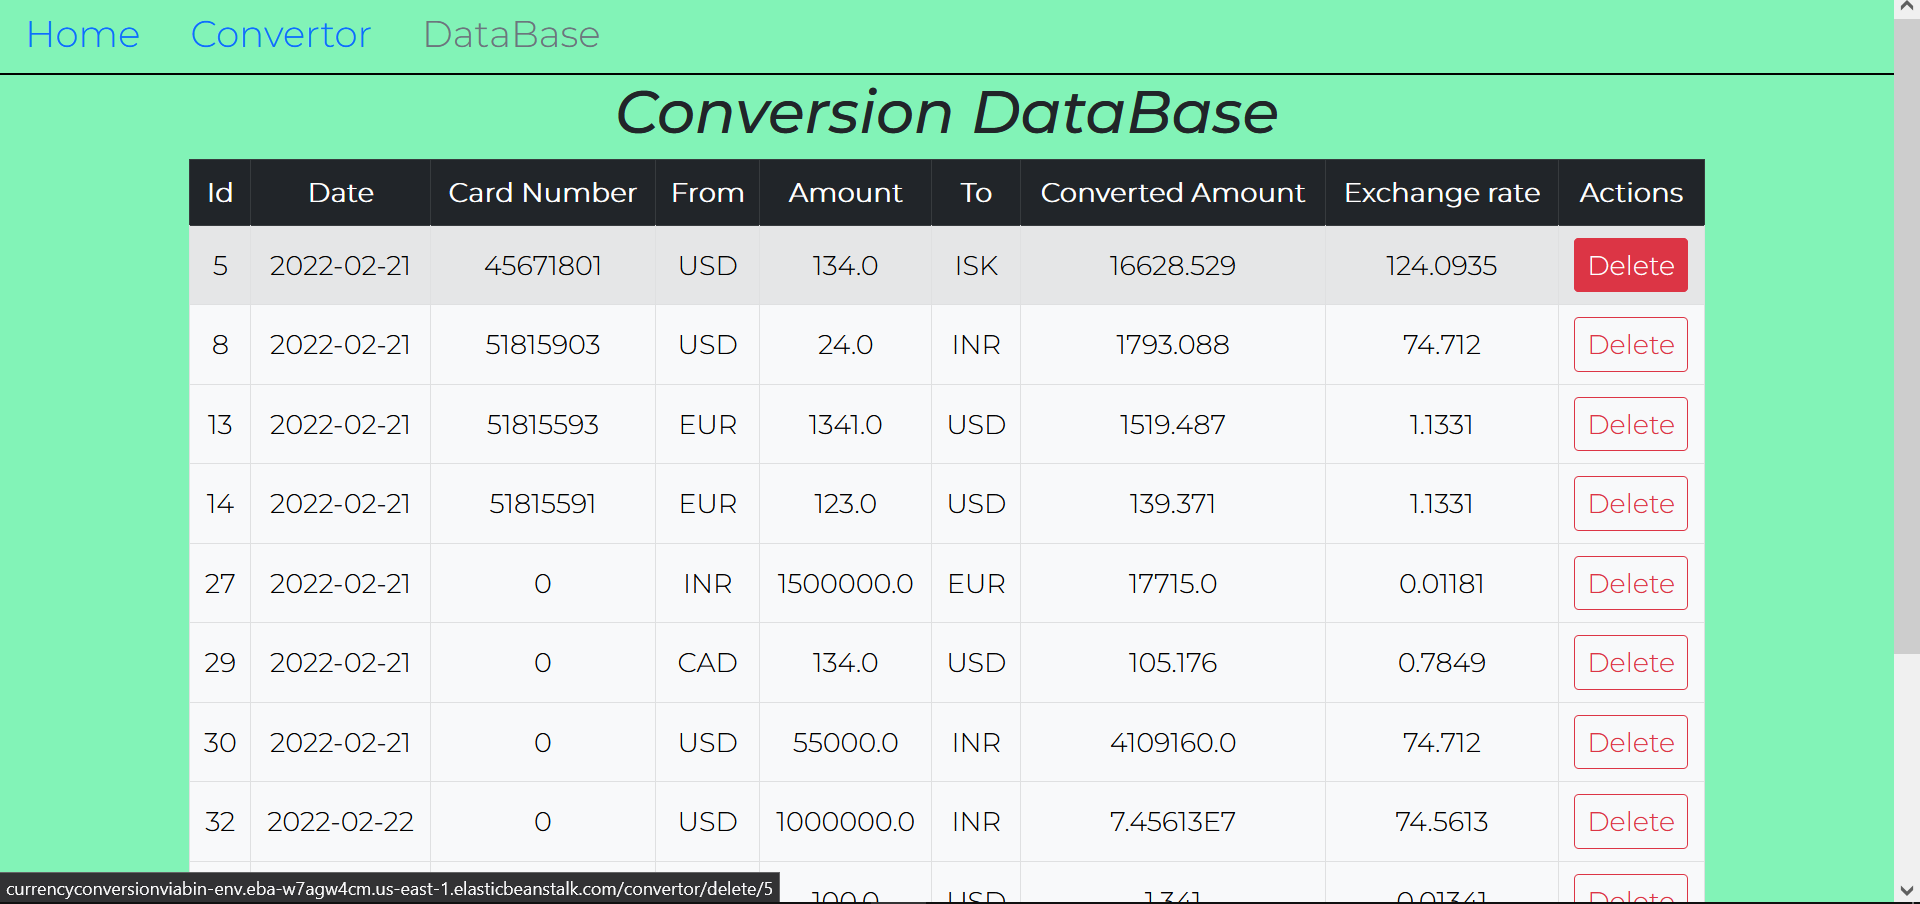 Home Convertor DataBase
Conversion DataBase
Id Date Card Number From Amount To Converted Amount Exchange rate Actions
5 2022-02-21 45671801 USD 134.0 ISK 16628.529 124.0935 Delete
8 2022-02-21 51815903 USD 24.0 INR 1793.088 74.712 Delete
13 2022-02-21 51815593 EUR 1341.0 USD 1519.487 1.1331 Delete
14 2022-02-21 51815591 EUR 123.0 USD 139.371 1.1331 Delete
27 2022-02-21 0 INR 1500000.0 EUR 17715.0 0.01181 Delete
29 2022-02-21 0 CAD 134.0 USD 105.176 0.7849 Delete
30 2022-02-21 0 USD 55000.0 INR 4109160.0 74.712 Delete
32 2022-02-22 0 USD 1000000.0 INR 7.45613E7 74.5613 Delete
100.0 USD 1.341 0.01341 Delete
currencyconversionviabin-env.eba-w7agw4cm.us-east-1.elasticbeanstalk.com/convertor/delete/5